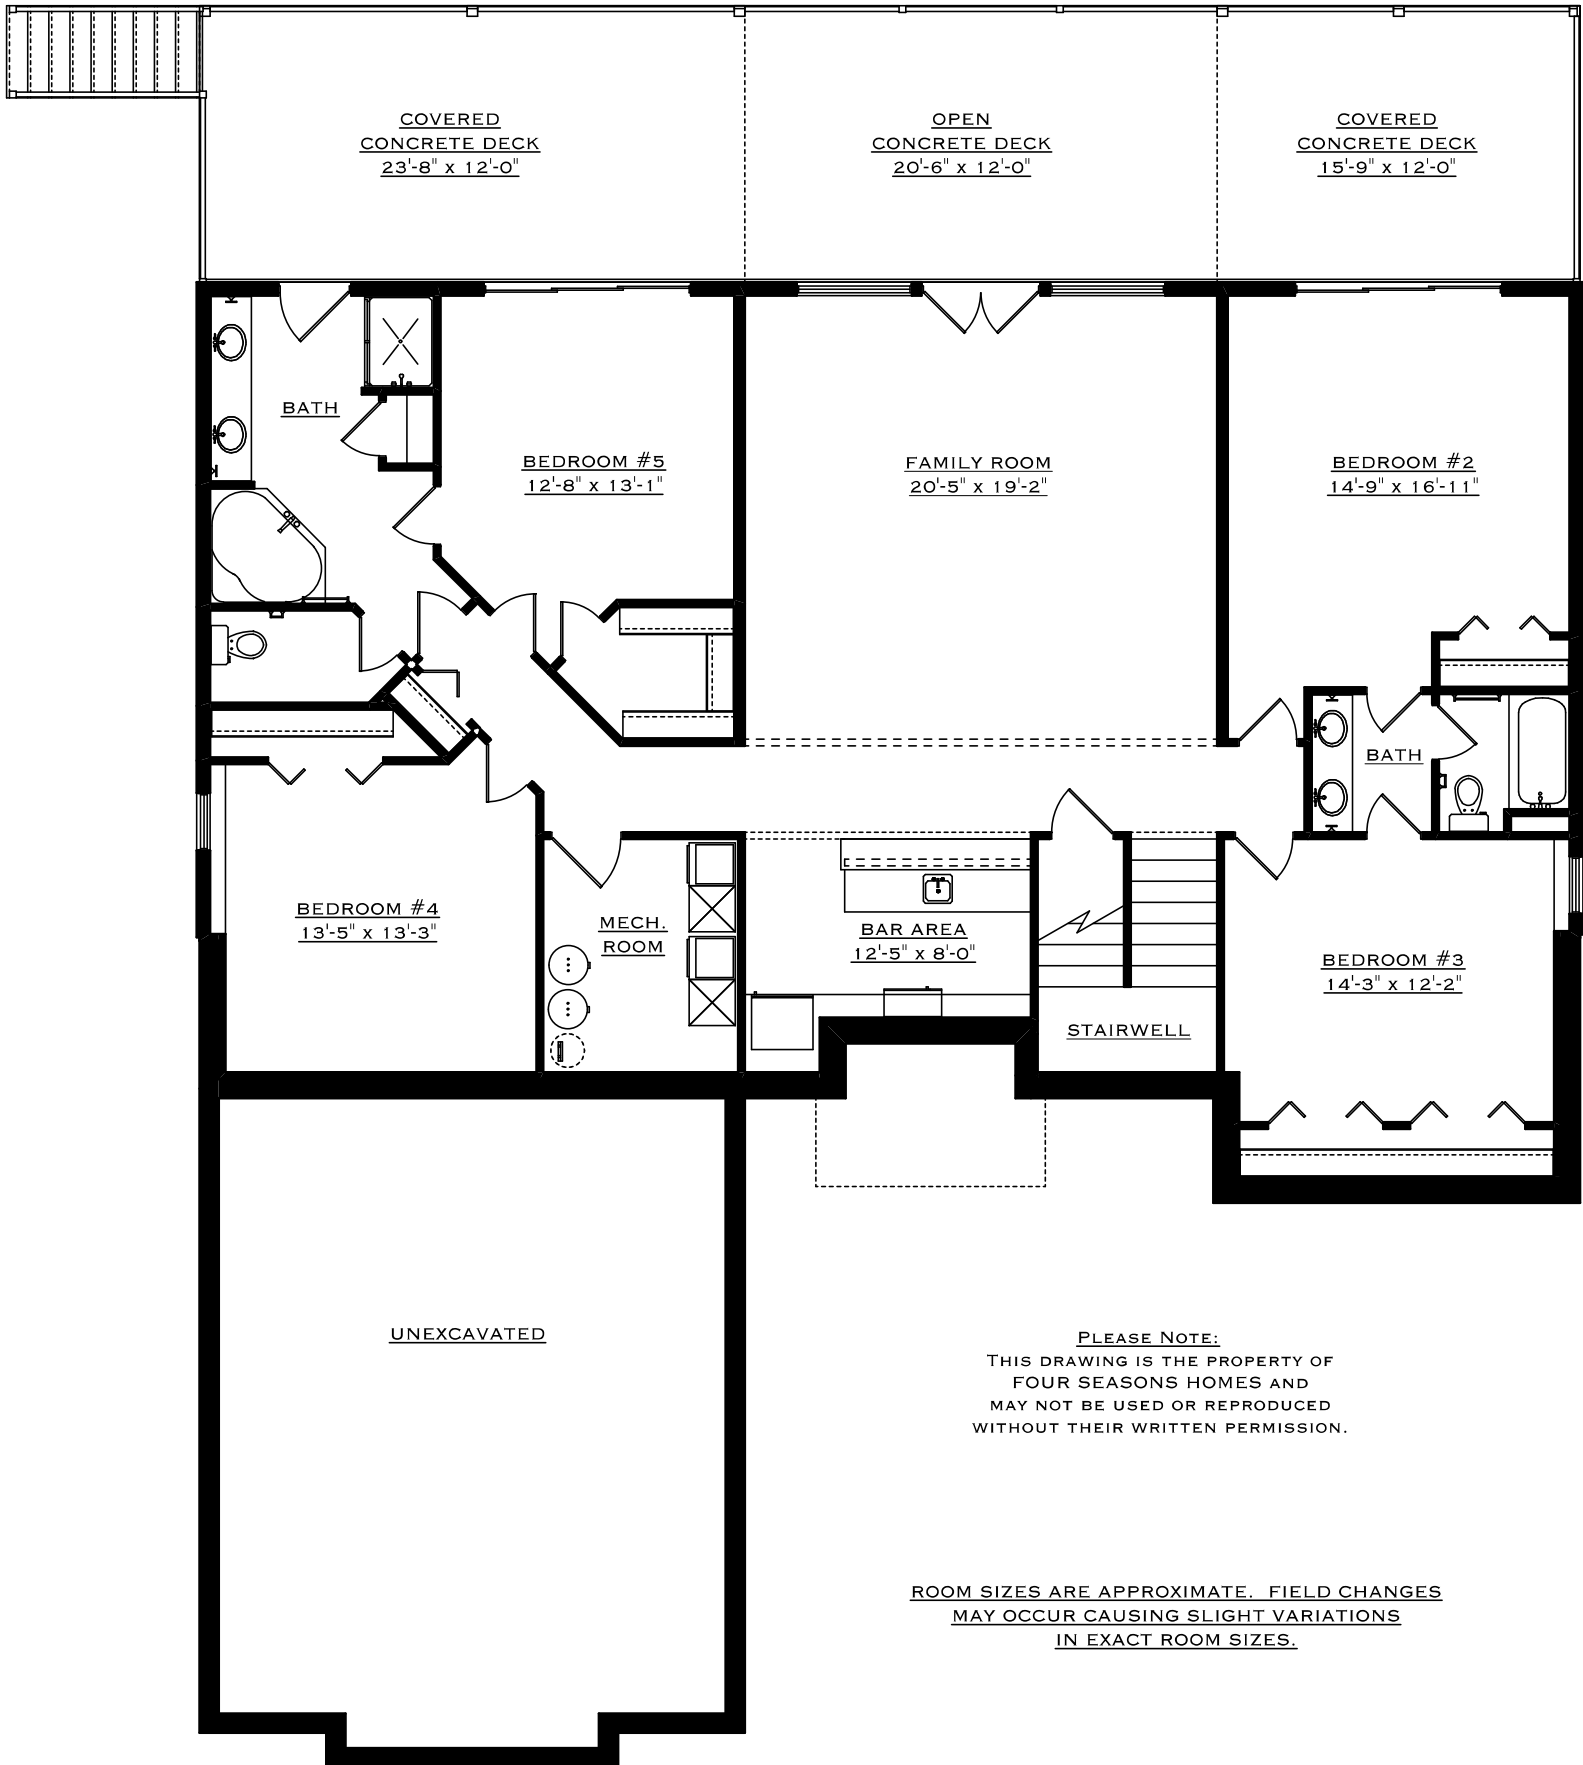 COVERED
CONCRETE DECK
23'-8" x 12'-0"
OPEN
CONCRETE DECK
20'-6" x 12'-0"
COVERED
CONCRETE DECK
15'-9" x 12'-0"
BATH
BEDROOM #5
12'-8" x 13'-1"
FAMILY ROOM
20'-5" x 19'-2"
BEDROOM #2
14'-9" x 16'-11"
BATH
BEDROOM #4
13'-5" x 13'-3"
MECH.
ROOM
BAR AREA
12'-5" x 8'-0"
BEDROOM #3
14'-3" x 12'-2"
STAIRWELL
UNEXCAVATED
PLEASE NOTE:
THIS DRAWING IS THE PROPERTY OF
FOUR SEASONS HOMES AND
MAY NOT BE USED OR REPRODUCED
WITHOUT THEIR WRITTEN PERMISSION.
ROOM SIZES ARE APPROXIMATE. FIELD CHANGES
MAY OCCUR CAUSING SLIGHT VARIATIONS
IN EXACT ROOM SIZES.